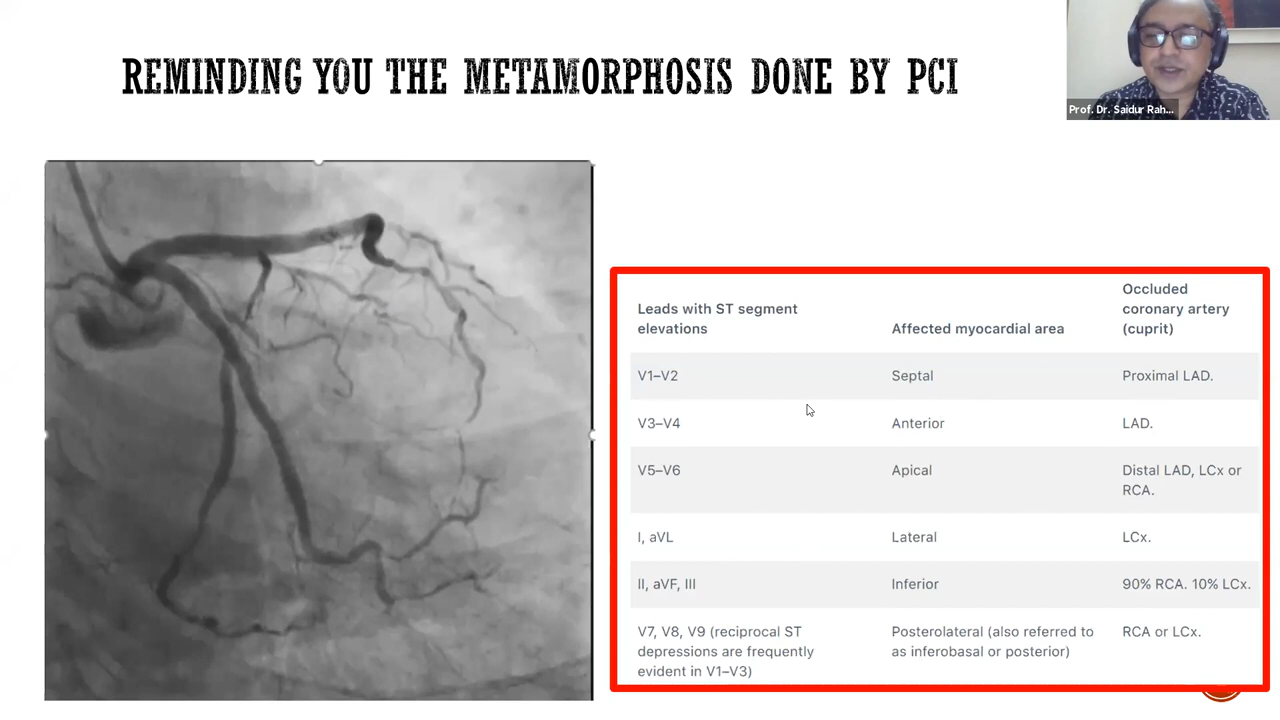 REMINDING YOU THE METAMORPHOSIS DONE BY PCI
Prof. Dr. Saidur Rah...
Leads with ST segment
elevations
Affected myocardial area
Occluded
coronary artery
(cuprit)
V1–V2
Septal
Proximal LAD.
V3–V4
Anterior
LAD.
V5–V6
Apical
Distal LAD, LCx or
RCA.
I, aVL
Lateral
LCx.
II, aVF, III
Inferior
90% RCA. 10% LCx.
V7, V8, V9 (reciprocal ST
depressions are frequently
evident in V1–V3)
Posterolateral (also referred to
as inferobasal or posterior)
RCA or LCx.